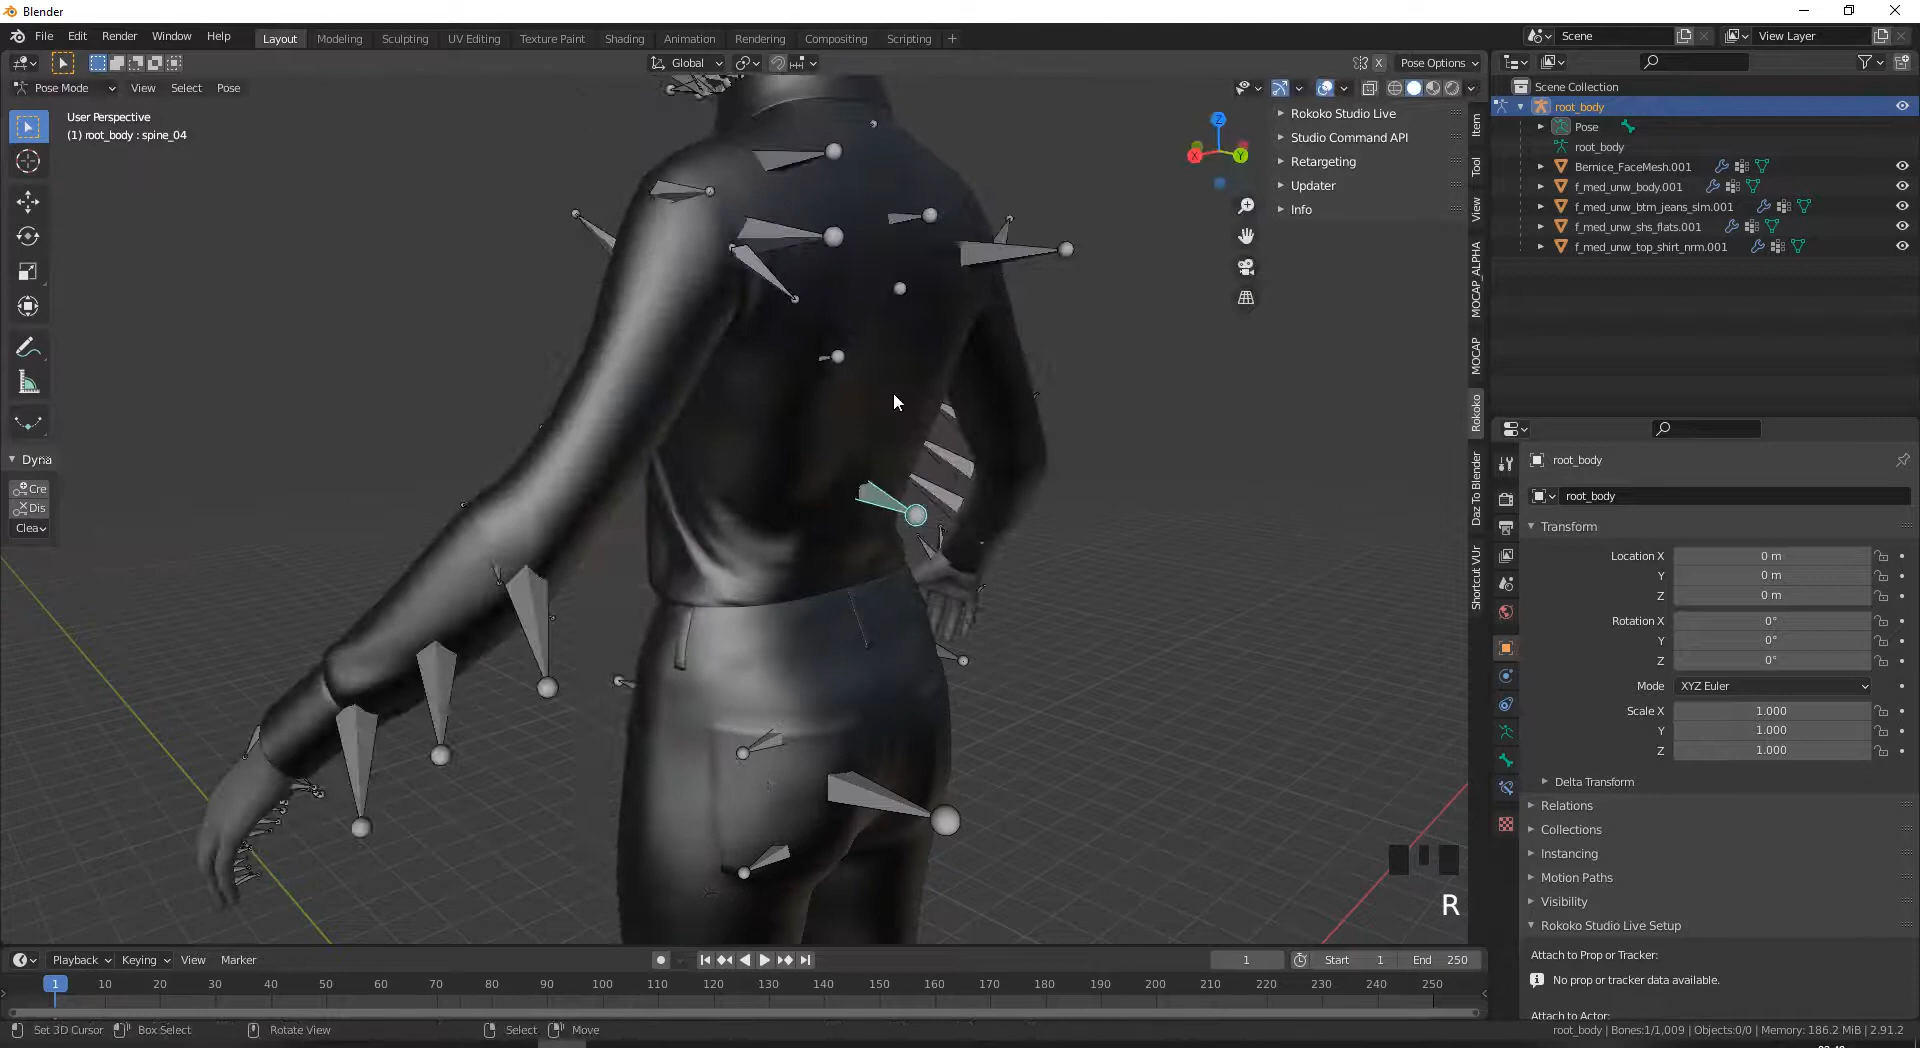 Blender
File Edit Render Window Help
Layout Modeling Sculpting UV Editing Texture Paint Shading Animation Rendering Compositing Scripting +
Scene
View Layer
Global
X
Pose Options
Pose Mode View Select Pose
User Perspective
(1) root_body : spine_04
Z
X
Y
Rokoko Studio Live
Studio Command API
Retargeting
Updater
Info
Item
Tool
View
MOCAP_ALPHA
MOCAP
Rokoko
Daz To Blender
Shortcut VUr
Scene Collection
root_body
Pose
root_body
Bernice_FaceMesh.001
f_med_unw_body.001
f_med_unw_btm_jeans_slm.001
f_med_unw_shs_flats.001
f_med_unw_top_shirt_nrm.001
Dyna
Cre
Dis
Clea
root_body
root_body
Transform
Location X 0 m
Y 0 m
Z 0 m
Rotation X 0°
Y 0°
Z 0°
Mode XYZ Euler
Scale X 1.000
Y 1.000
Z 1.000
Delta Transform
Relations
Collections
Instancing
Motion Paths
Visibility
Rokoko Studio Live Setup
Attach to Prop or Tracker:
No prop or tracker data available.
Attach to Actor:
R
Playback Keying View Marker
1 Start 1 End 250
1 10 20 30 40 50 60 70 80 90 100 110 120 130 140 150 160 170 180 190 200 210 220 230 240 250
Set 3D Cursor Box Select Rotate View Select Move
root_body | Bones:1/1,009 | Objects:0/0 | Memory: 186.2 MiB | 2.91.2